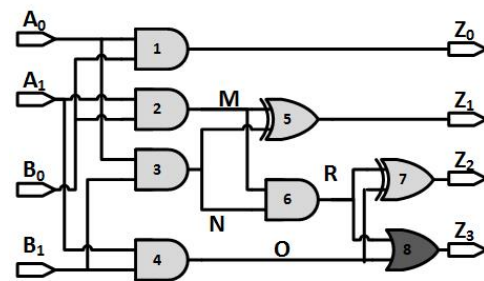 A₀ 1 Z₀
A₁ 2 M 5 Z₁
B₀ 3 N 6 R 7 Z₂
B₁ 4 O 8 Z₃